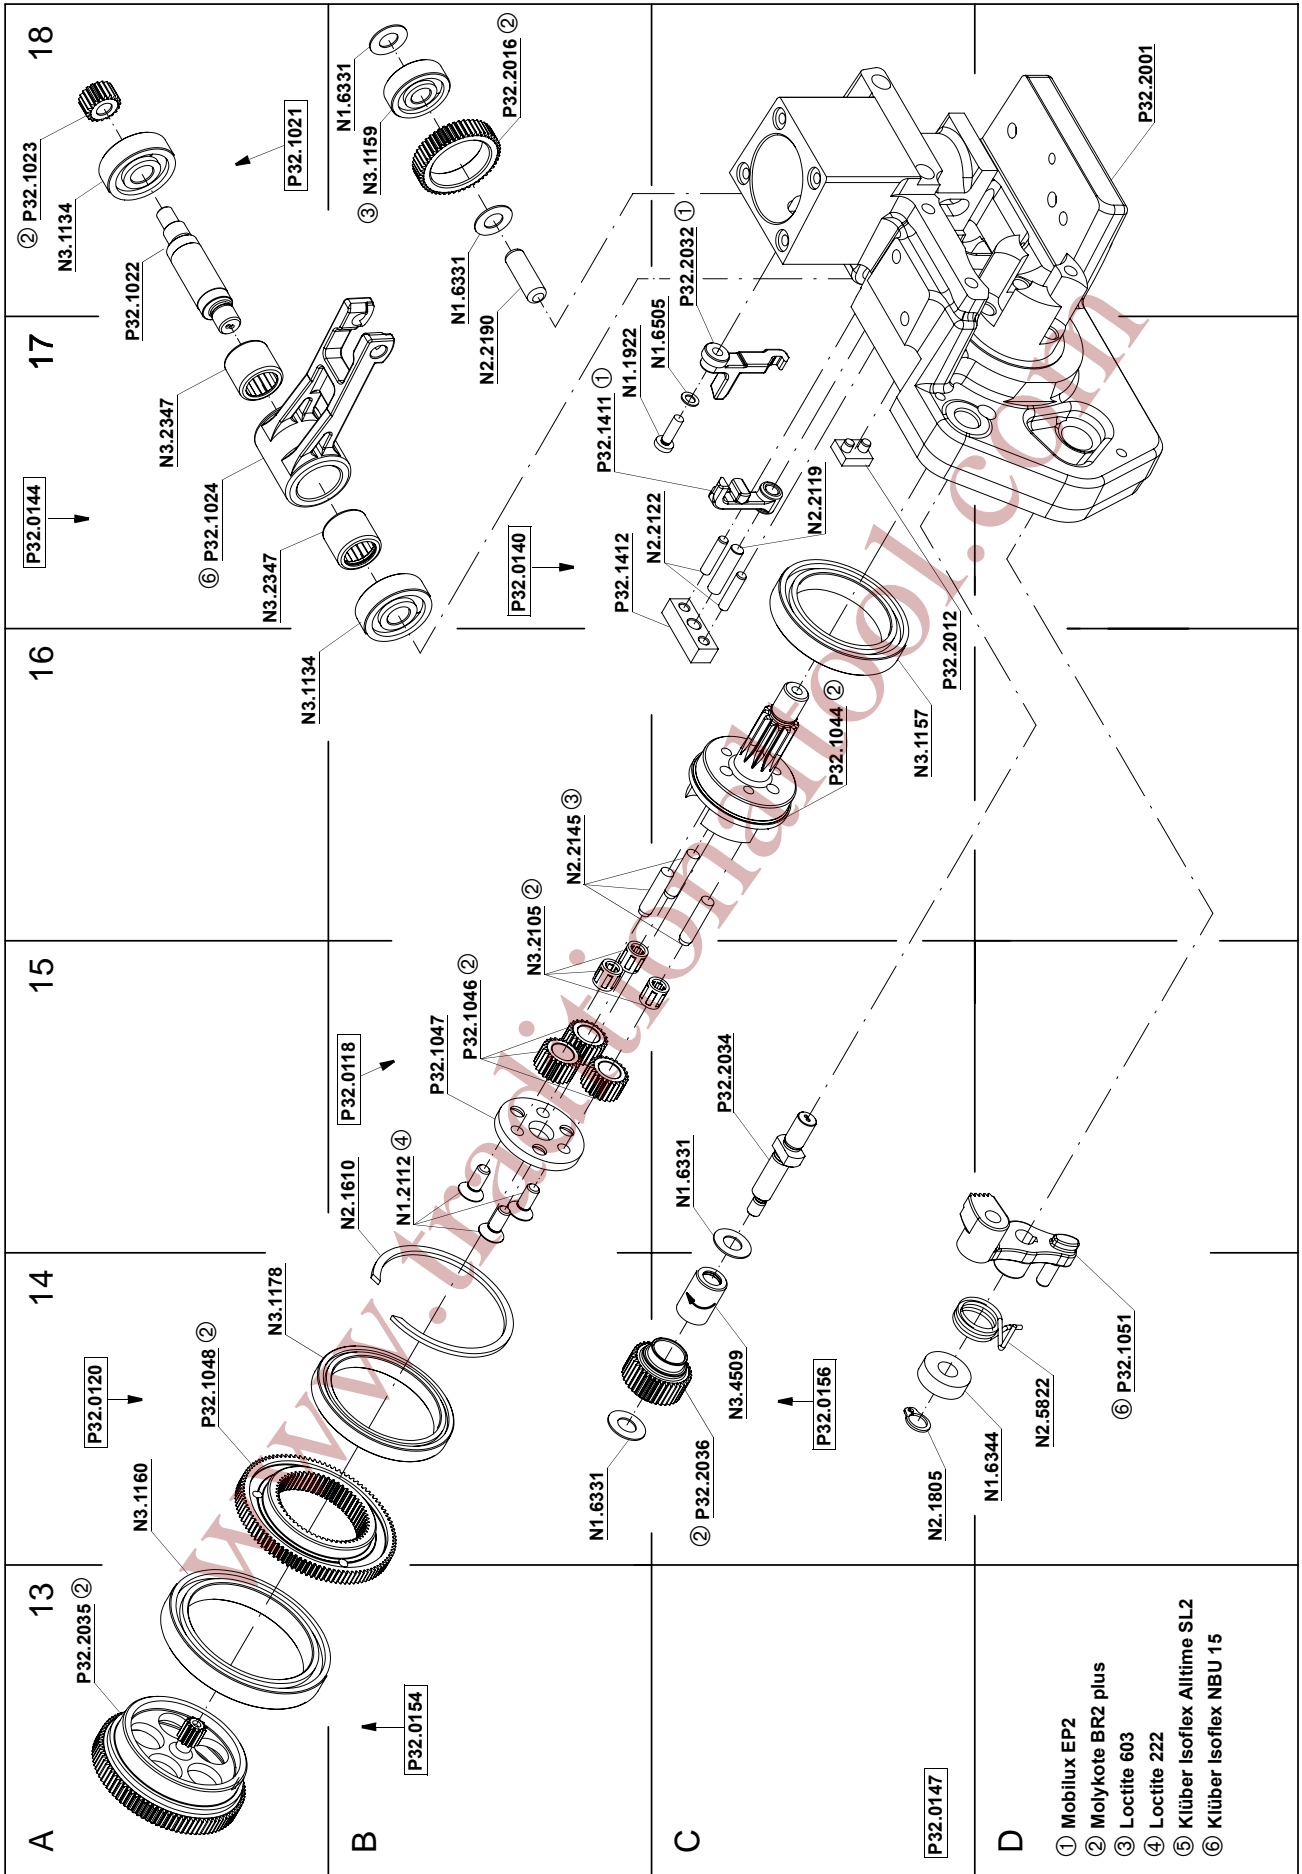 A
B
C
D
13
14
15
16
17
18
P32.2035 ②
N3.1160
P32.0120
P32.1048 ②
N3.1178
P32.0154
N2.1610
P32.0118
N1.2112 ④
P32.1047
P32.1046 ②
N3.2105 ②
N2.2145 ③
P32.1044 ②
N3.1157
P32.2012
P32.0144
② P32.1023
N3.1134
P32.1022
P32.1021
N3.2347
⑥ P32.1024
N3.2347
N3.1134
N1.6331
③ N3.1159
P32.2016 ②
N1.6331
N2.2190
P32.0140
P32.2032 ①
N1.6505
N1.1922
P32.1411 ①
N2.2122
P32.1412
N2.2119
P32.2001
N1.6331
② P32.2036
N3.4509
P32.0156
N1.6331
P32.2034
N2.1805
N1.6344
N2.5822
⑥ P32.1051
P32.0147
① Mobilux EP2
② Molykote BR2 plus
③ Loctite 603
④ Loctite 222
⑤ Klüber Isoflex Alltime SL2
⑥ Klüber Isoflex NBU 15
www.traditionaltool.com